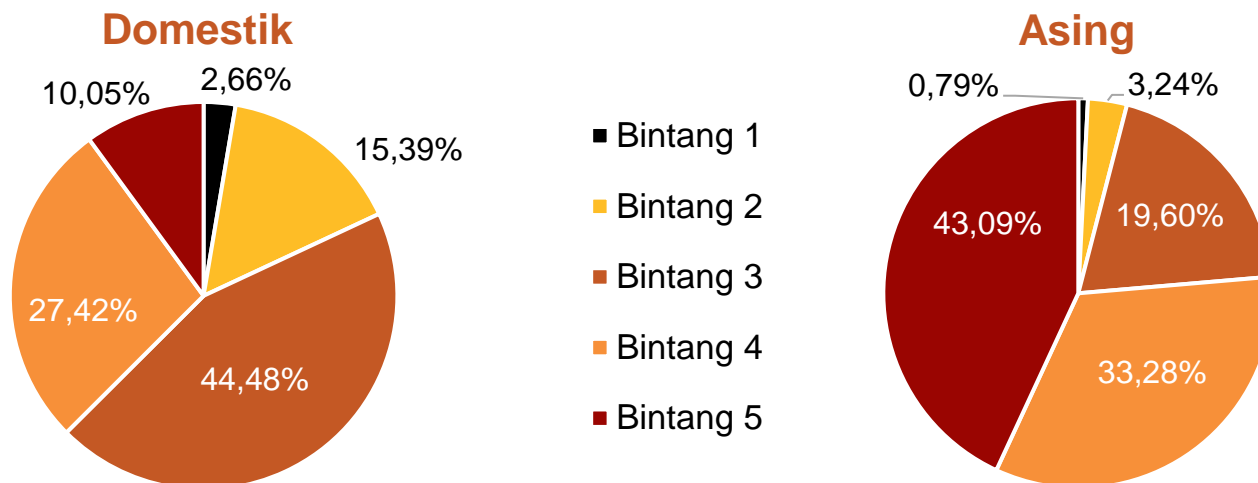 Domestik
2,66%
15,39%
44,48%
27,42%
10,05%
Bintang 1
Bintang 2
Bintang 3
Bintang 4
Bintang 5
Asing
0,79%
3,24%
19,60%
33,28%
43,09%